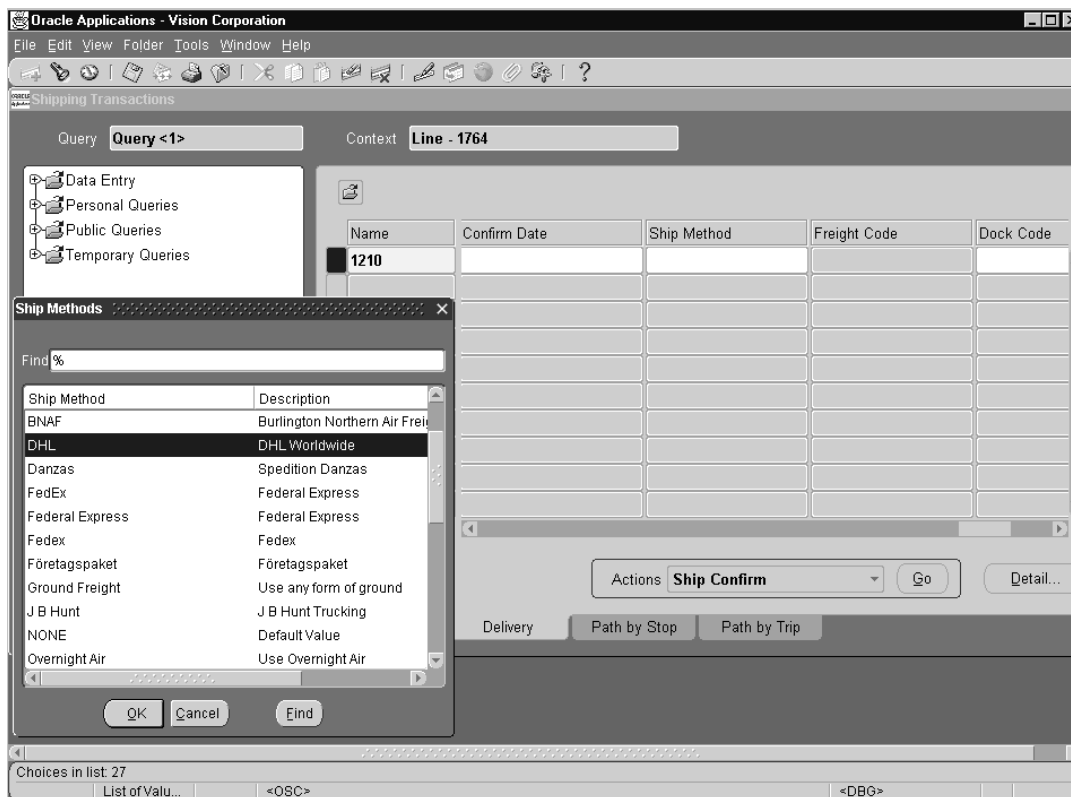 Oracle Applications - Vision Corporation
File Edit View Folder Tools Window Help
Shipping Transactions
Query Query <1> Context Line - 1764
Data Entry
Personal Queries
Public Queries
Temporary Queries
Name Confirm Date Ship Method Freight Code Dock Code
1210
Ship Methods
Find %
Ship Method Description
BNAF Burlington Northern Air Frei
DHL DHL Worldwide
Danzas Spedition Danzas
FedEx Federal Express
Federal Express Federal Express
Fedex Fedex
Företagspaket Företagspaket
Ground Freight Use any form of ground
J B Hunt J B Hunt Trucking
NONE Default Value
Overnight Air Use Overnight Air
OK Cancel Find
Actions Ship Confirm Go Detail...
Delivery Path by Stop Path by Trip
Choices in list: 27
List of Valu... <OSC> <DBG>